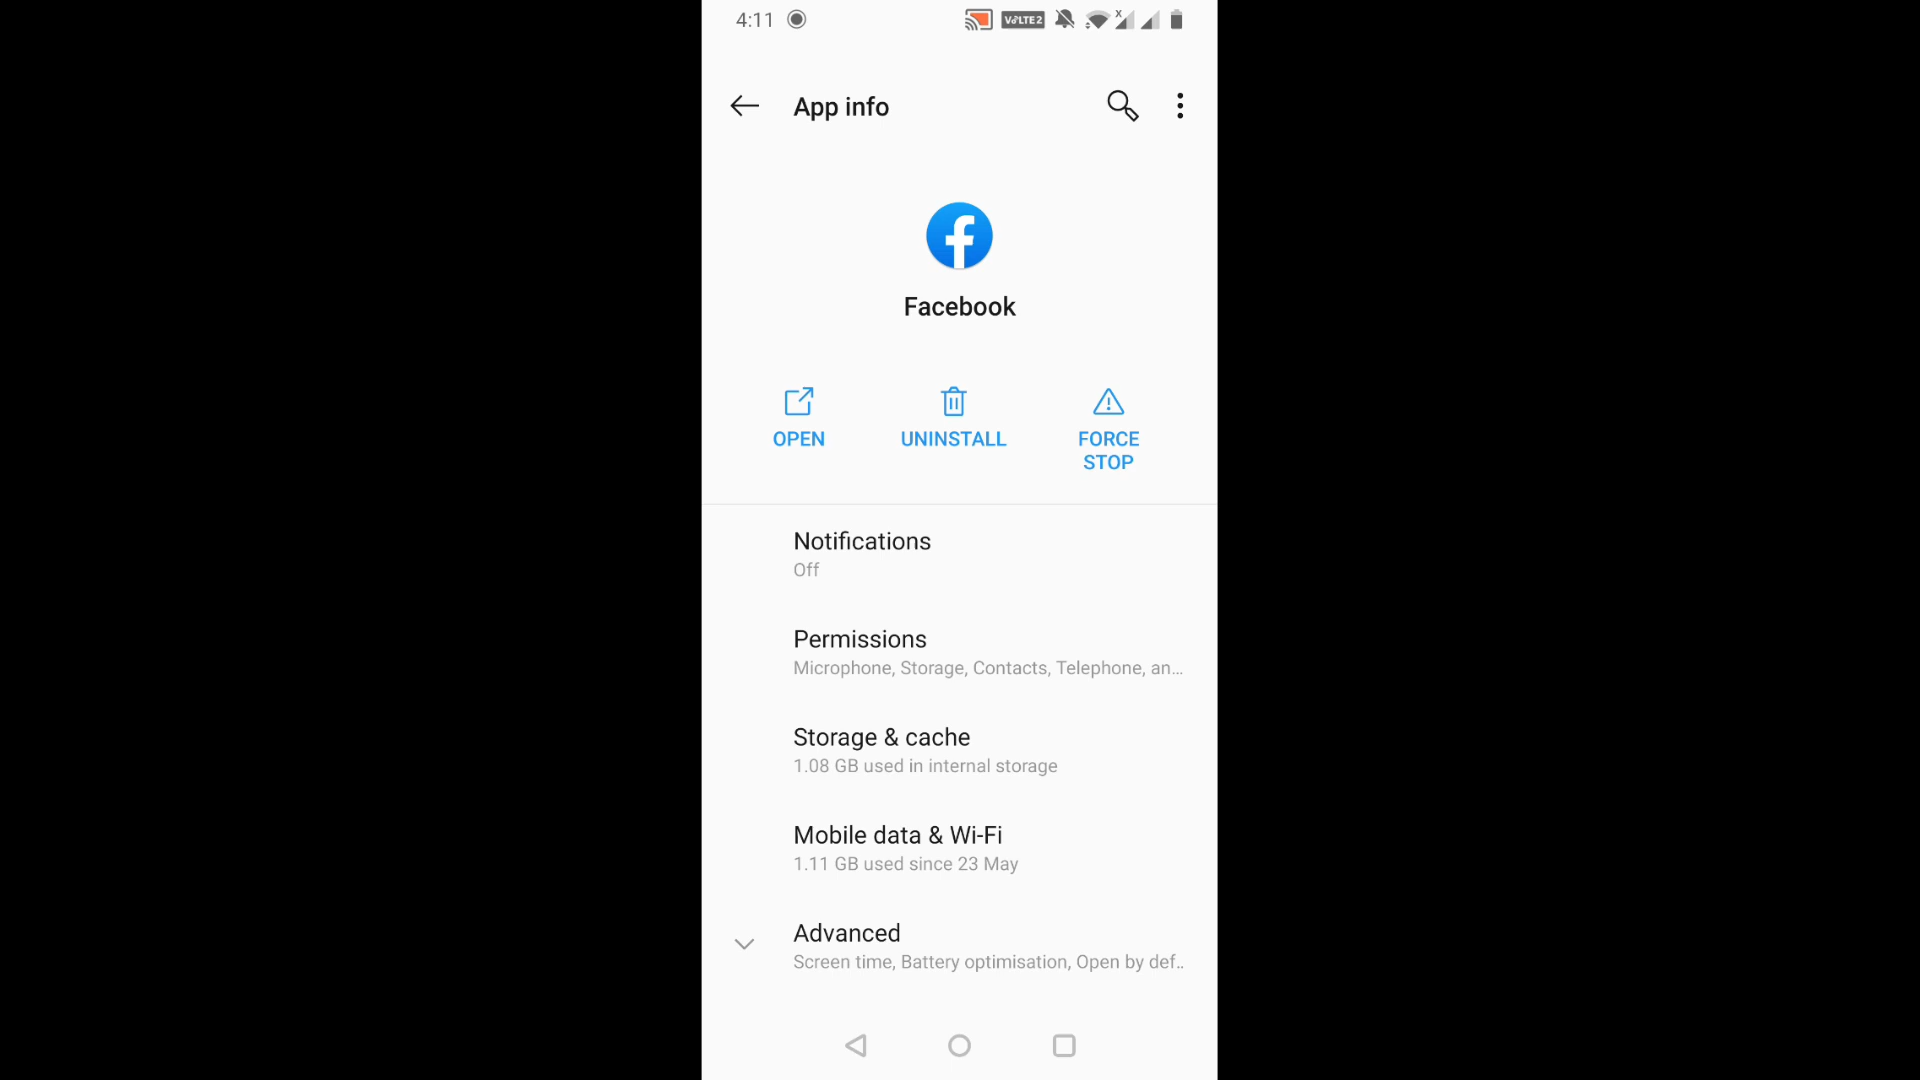 4:11
VoLTE2
x
App info
Facebook
OPEN
UNINSTALL
FORCE
STOP
Notifications
Off
Permissions
Microphone, Storage, Contacts, Telephone, an...
Storage & cache
1.08 GB used in internal storage
Mobile data & Wi-Fi
1.11 GB used since 23 May
Advanced
Screen time, Battery optimisation, Open by def..